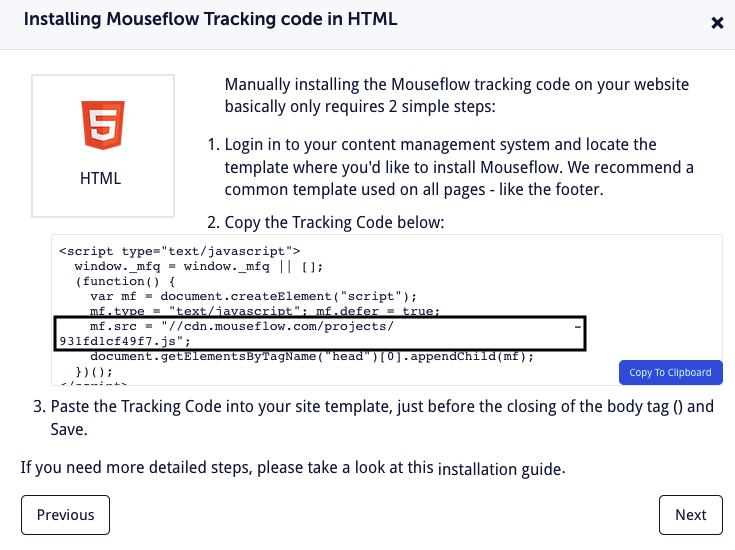 Installing Mouseflow Tracking code in HTML
×
Manually installing the Mouseflow tracking code on your website
basically only requires 2 simple steps:
HTML
1. Login in to your content management system and locate the
template where you'd like to install Mouseflow. We recommend a
common template used on all pages - like the footer.
2. Copy the Tracking Code below:
<script type="text/javascript">
window._mfq = window._mfq || [];
(function() {
var mf = document.createElement("script");
mf.type = "text/javascript"; mf.defer = true;
mf.src = "//cdn.mouseflow.com/projects/ -
931fd1cf49f7.js";
document.getElementsByTagName("head")[0].appendChild(mf);
})();
</script>
Copy To Clipboard
3. Paste the Tracking Code into your site template, just before the closing of the body tag () and
Save.
If you need more detailed steps, please take a look at this installation guide.
Previous
Next